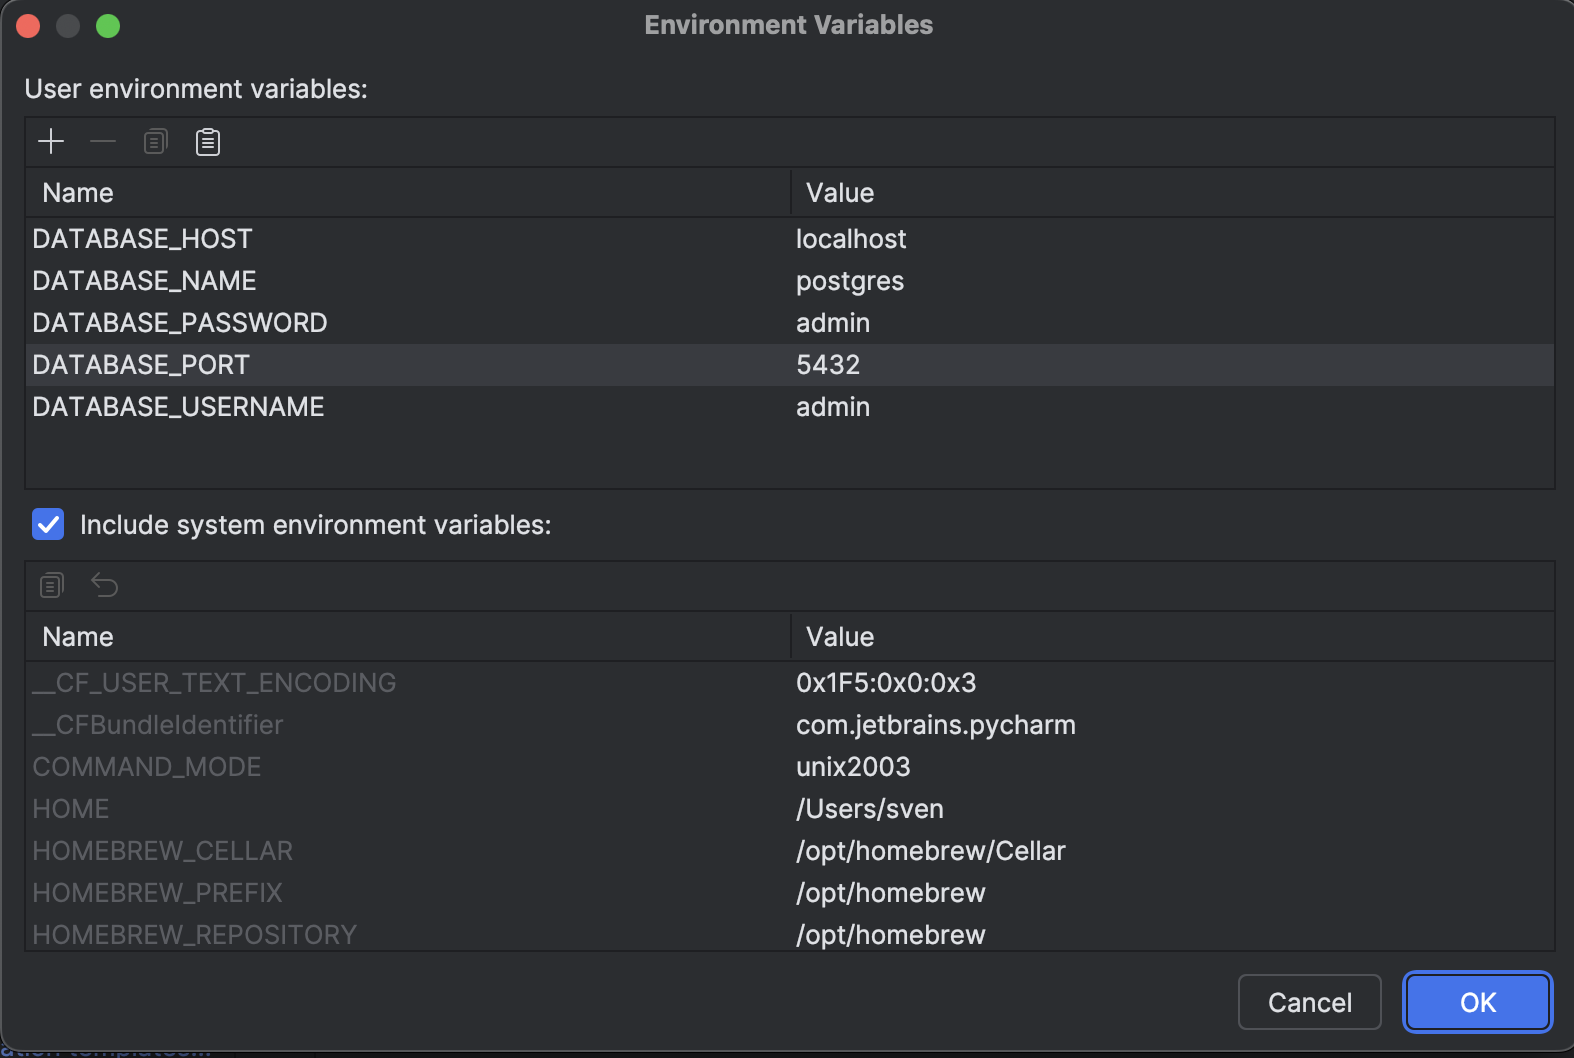 Environment Variables
User environment variables:
Name Value
DATABASE_HOST localhost
DATABASE_NAME postgres
DATABASE_PASSWORD admin
DATABASE_PORT 5432
DATABASE_USERNAME admin
Include system environment variables:
Name Value
__CF_USER_TEXT_ENCODING 0x1F5:0x0:0x3
__CFBundleIdentifier com.jetbrains.pycharm
COMMAND_MODE unix2003
HOME /Users/sven
HOMEBREW_CELLAR /opt/homebrew/Cellar
HOMEBREW_PREFIX /opt/homebrew
HOMEBREW_REPOSITORY /opt/homebrew
Cancel OK